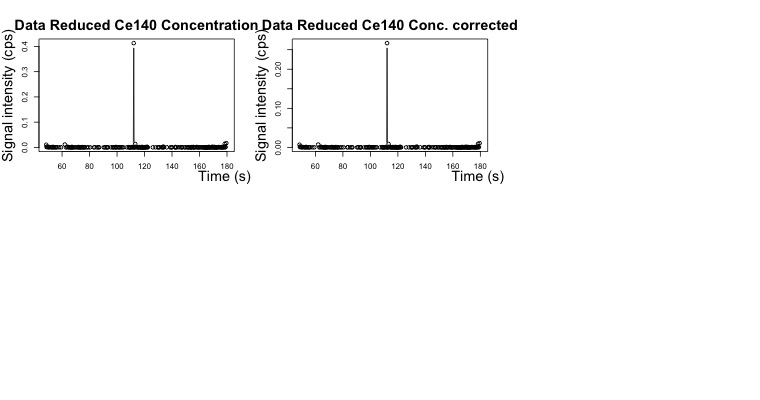 Data Reduced Ce140 Concentration
Signal intensity (cps)
0.0 0.1 0.2 0.3 0.4
60 80 100 120 140 160 180
Time (s)
Data Reduced Ce140 Conc. corrected
Signal intensity (cps)
0.00 0.10 0.20
60 80 100 120 140 160 180
Time (s)